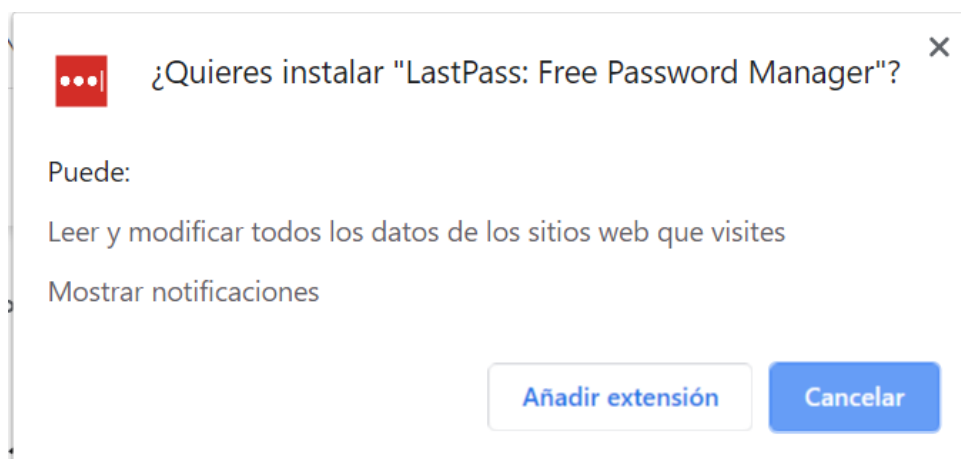 ¿Quieres instalar "LastPass: Free Password Manager"?
Puede:
Leer y modificar todos los datos de los sitios web que visites
Mostrar notificaciones
Añadir extensión
Cancelar